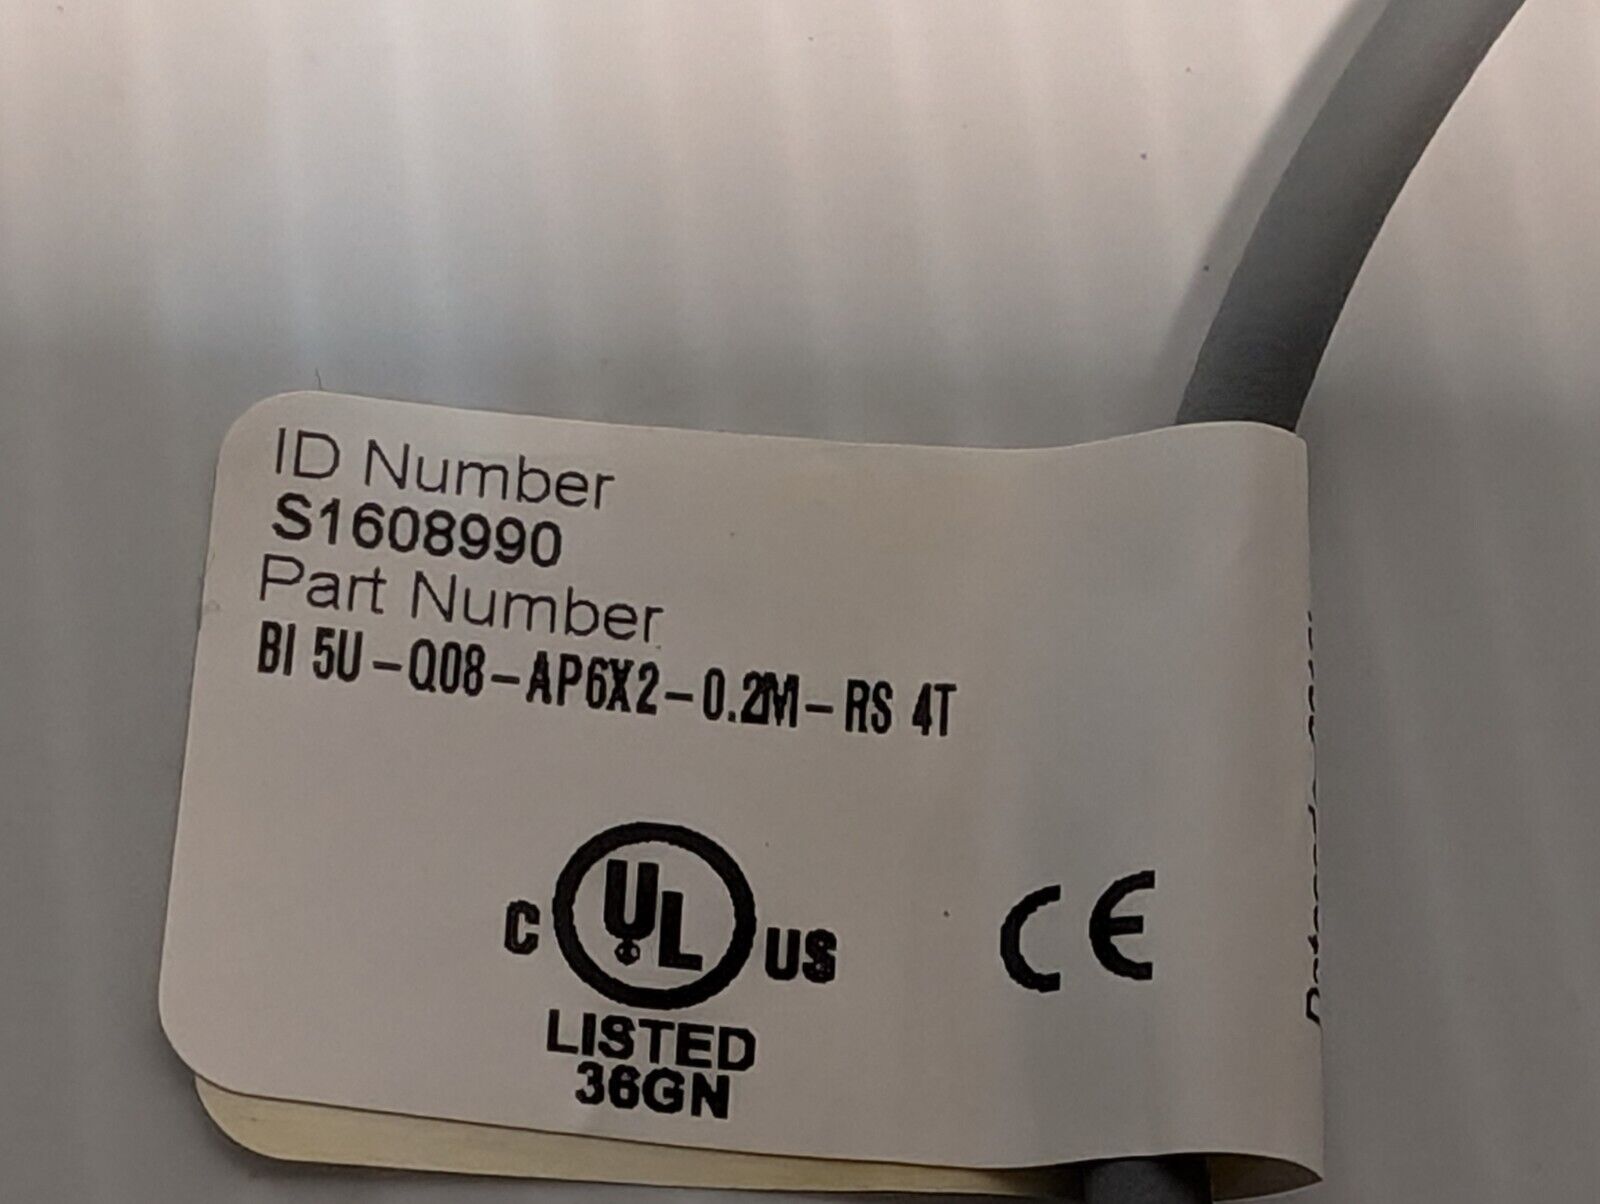 ID Number
S1608990
Part Number
BI 5U-Q08-AP6X2-0.2M-RS 4T
C UL US
CE
LISTED
36GN